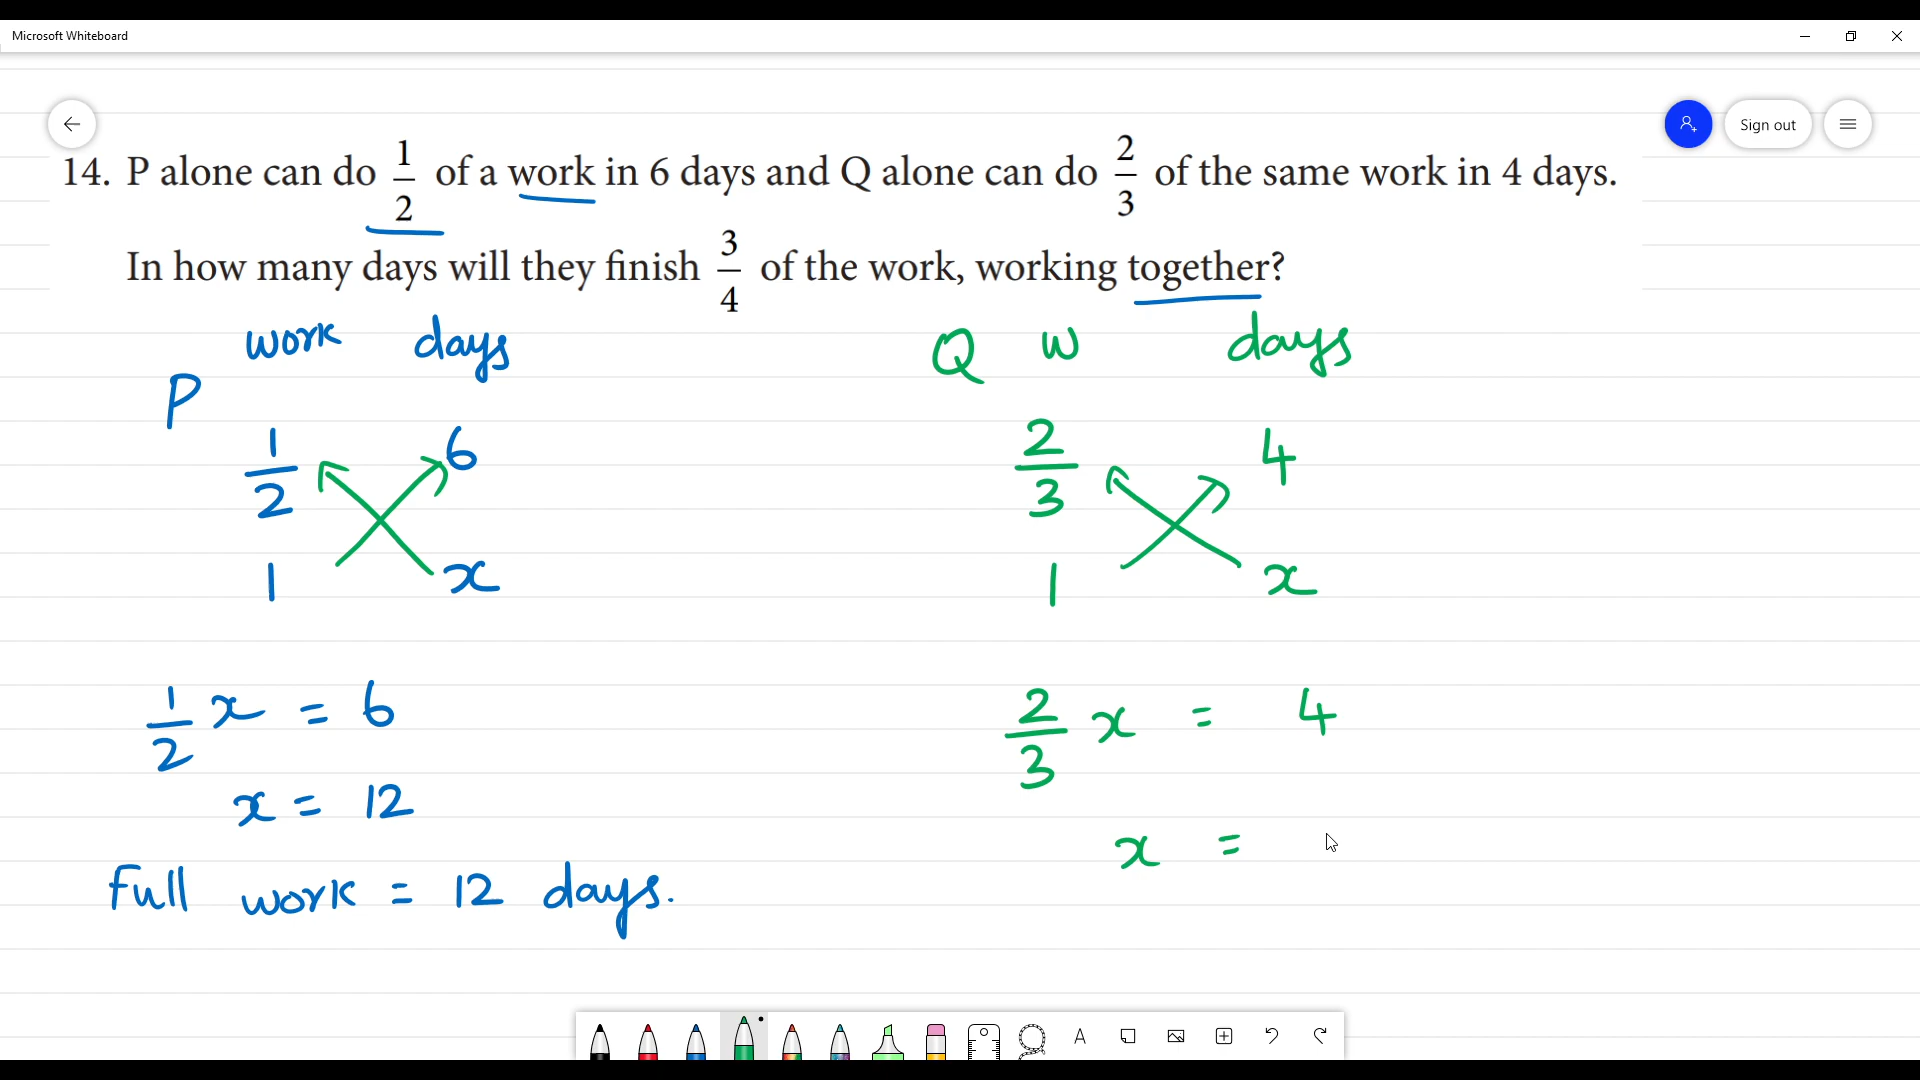 Microsoft Whiteboard
Sign out
14. P alone can do 1/2 of a work in 6 days and Q alone can do 2/3 of the same work in 4 days.
In how many days will they finish 3/4 of the work, working together?
work days
P
1/2 6
1 x
1/2 x = 6
x = 12
Full work = 12 days.
Q w days
2/3 4
1 x
2/3 x = 4
x =
A